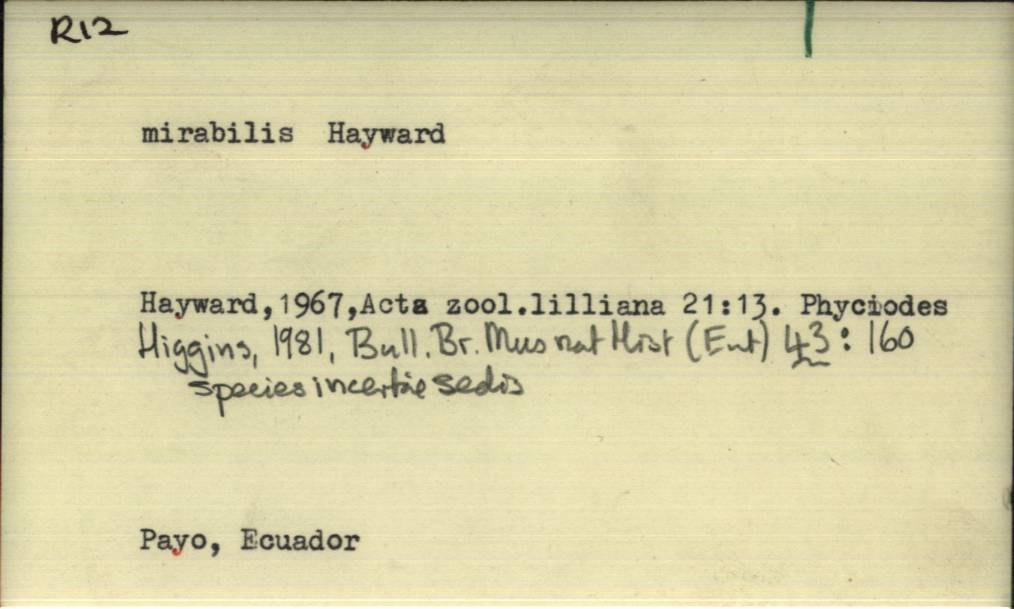 R12
mirabilis Hayward
Hayward,1967,Acta zool.lilliana 21:13. Phyciodes
Higgins, 1981, Bull. Br. Mus nat Hist (Ent) 43: 160
species incertae sedis
Payo, Ecuador